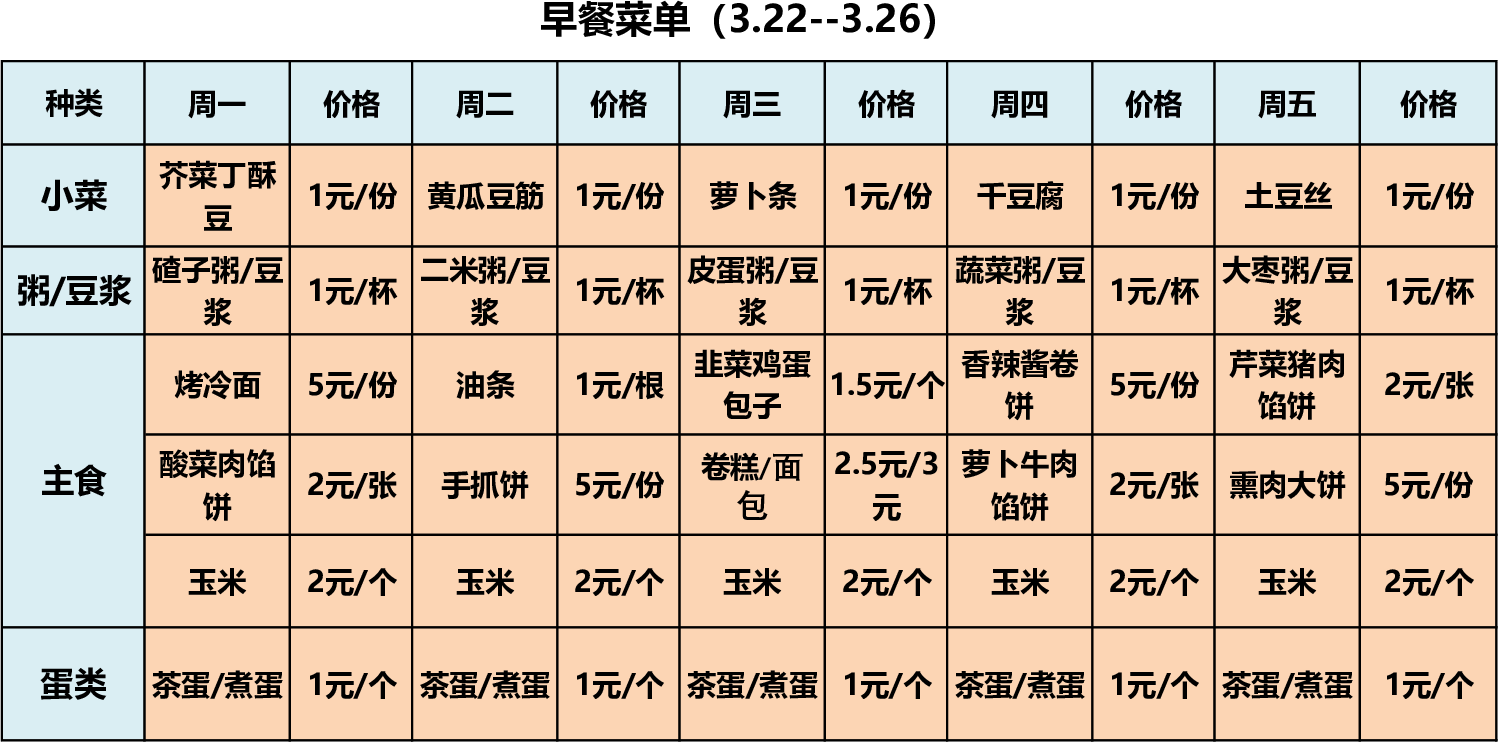 早餐菜单（3.22--3.26）
种类 周一 价格 周二 价格 周三 价格 周四 价格 周五 价格
小菜 芥菜丁酥豆 1元/份 黄瓜豆筋 1元/份 萝卜条 1元/份 千豆腐 1元/份 土豆丝 1元/份
粥/豆浆 碴子粥/豆浆 1元/杯 二米粥/豆浆 1元/杯 皮蛋粥/豆浆 1元/杯 蔬菜粥/豆浆 1元/杯 大枣粥/豆浆 1元/杯
主食 烤冷面 5元/份 油条 1元/根 韭菜鸡蛋包子 1.5元/个 香辣酱卷饼 5元/份 芹菜猪肉馅饼 2元/张
酸菜肉馅饼 2元/张 手抓饼 5元/份 卷糕/面包 2.5元/3元 萝卜牛肉馅饼 2元/张 熏肉大饼 5元/份
玉米 2元/个 玉米 2元/个 玉米 2元/个 玉米 2元/个 玉米 2元/个
蛋类 茶蛋/煮蛋 1元/个 茶蛋/煮蛋 1元/个 茶蛋/煮蛋 1元/个 茶蛋/煮蛋 1元/个 茶蛋/煮蛋 1元/个